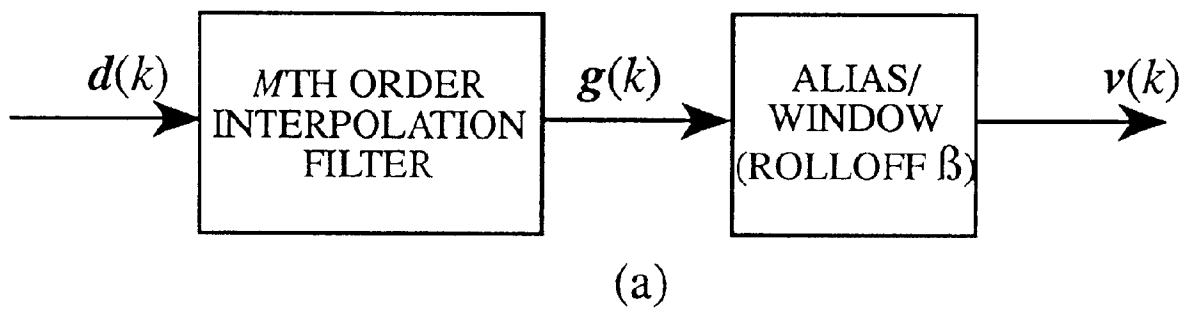 d(k)
MTH ORDER
INTERPOLATION
FILTER
g(k)
ALIAS/
WINDOW
(ROLLOFF ß)
v(k)
(a)